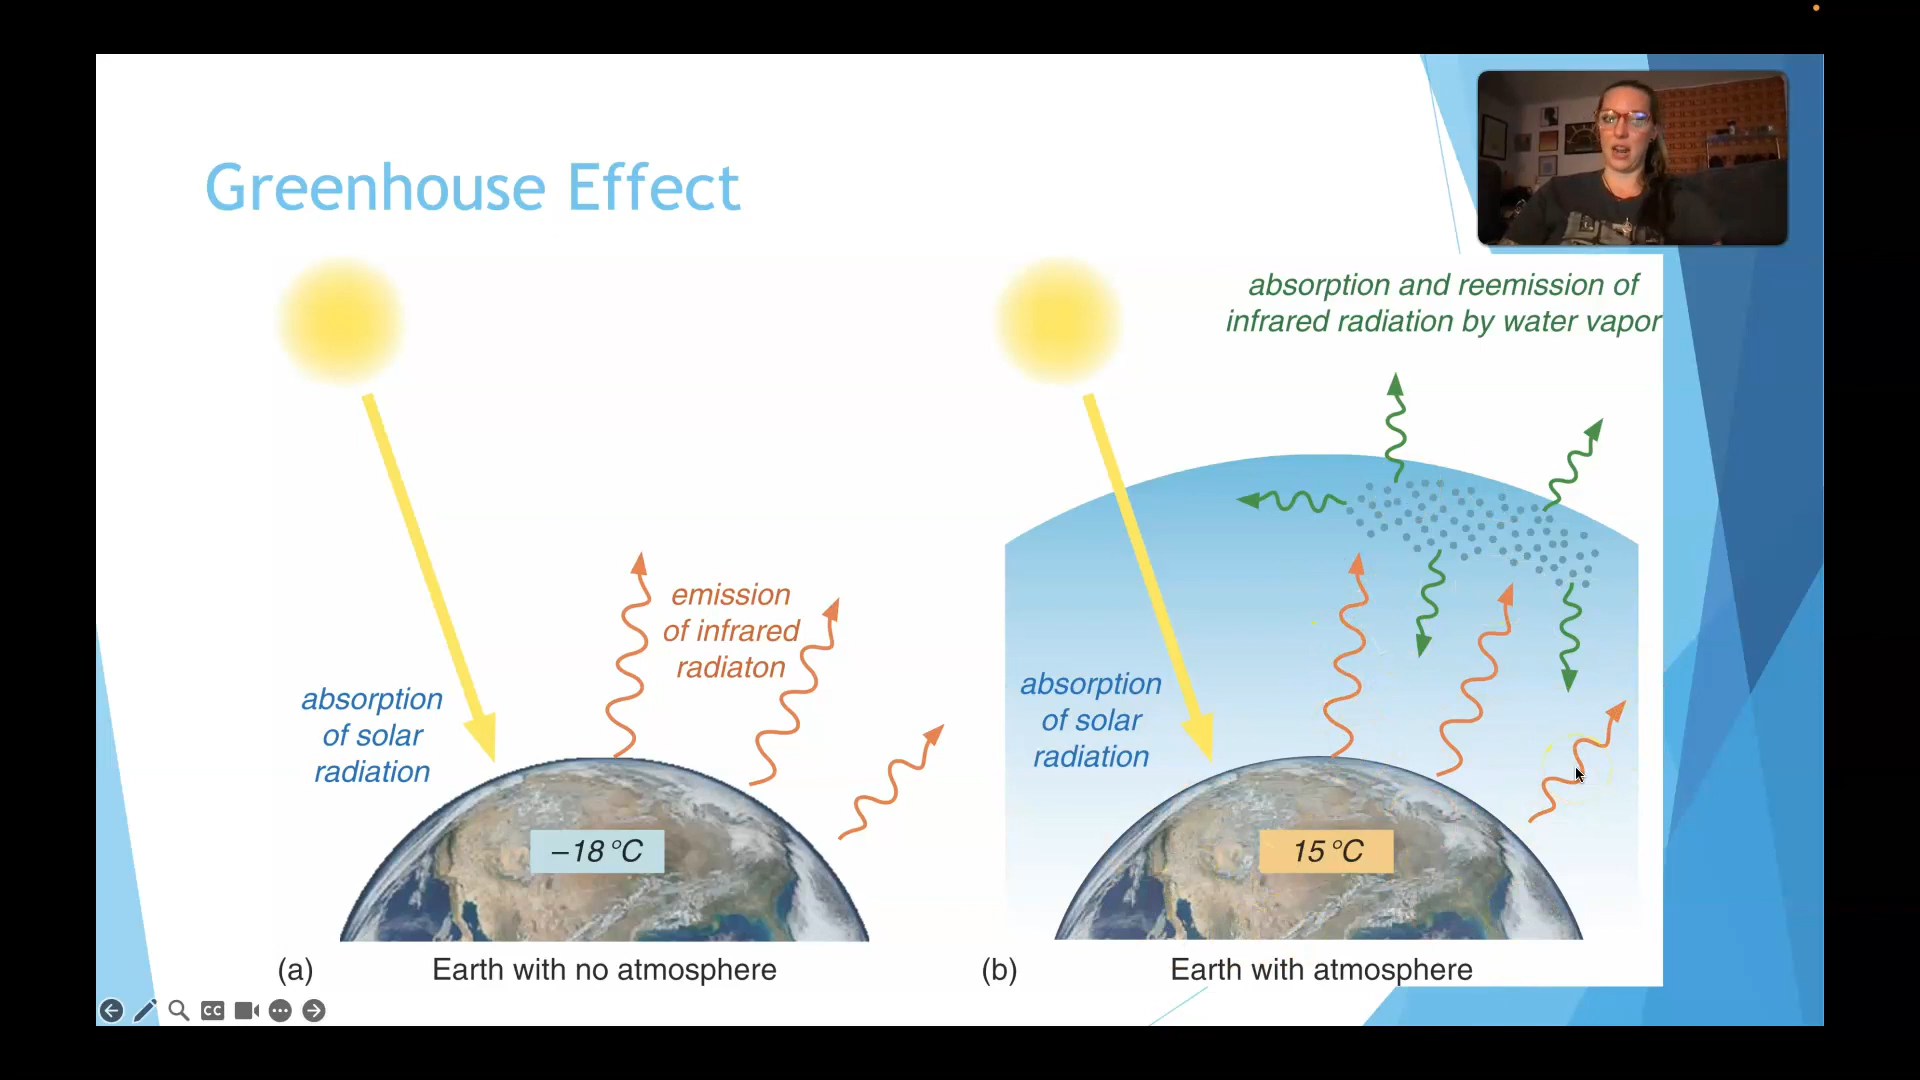 Greenhouse Effect
absorption
of solar
radiation
emission
of infrared
radiaton
–18 °C
(a)
Earth with no atmosphere
absorption and reemission of
infrared radiation by water vapor
absorption
of solar
radiation
15 °C
(b)
Earth with atmosphere
CC